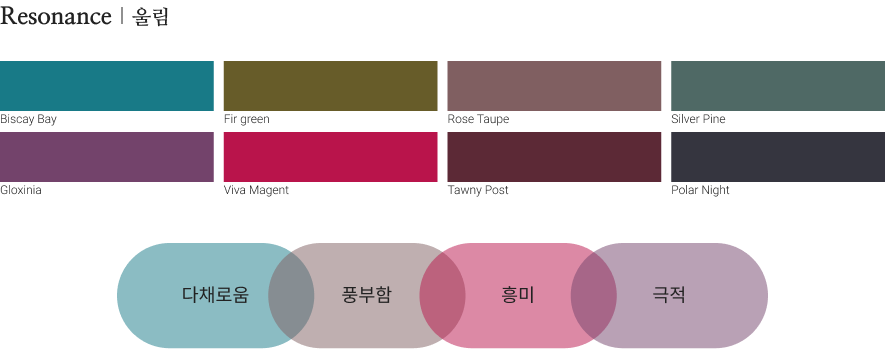 Resonance | 울림
Biscay Bay Fir green Rose Taupe Silver Pine
Gloxinia Viva Magent Tawny Post Polar Night
다채로움 풍부함 흥미 극적